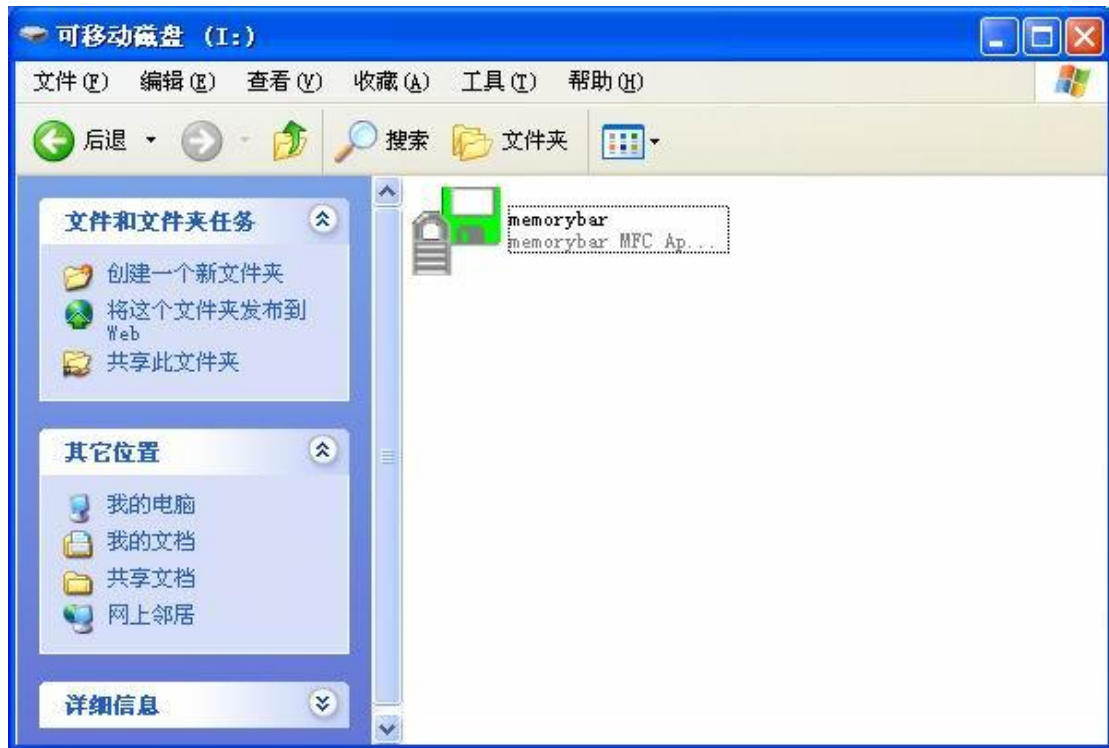 可移动磁盘 (I:)
文件(F) 编辑(E) 查看(V) 收藏(A) 工具(T) 帮助(H)
后退 搜索 文件夹
文件和文件夹任务
创建一个新文件夹
将这个文件夹发布到
Web
共享此文件夹
其它位置
我的电脑
我的文档
共享文档
网上邻居
详细信息
memorybar
memorybar MFC Ap...